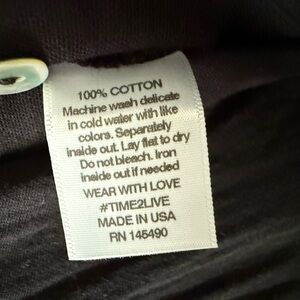 100% COTTON
Machine wash delicate
in cold water with like
colors. Separately
inside out. Lay flat to dry
Do not bleach. Iron
inside out if needed
WEAR WITH LOVE
#TIME2LIVE
MADE IN USA
RN 145490